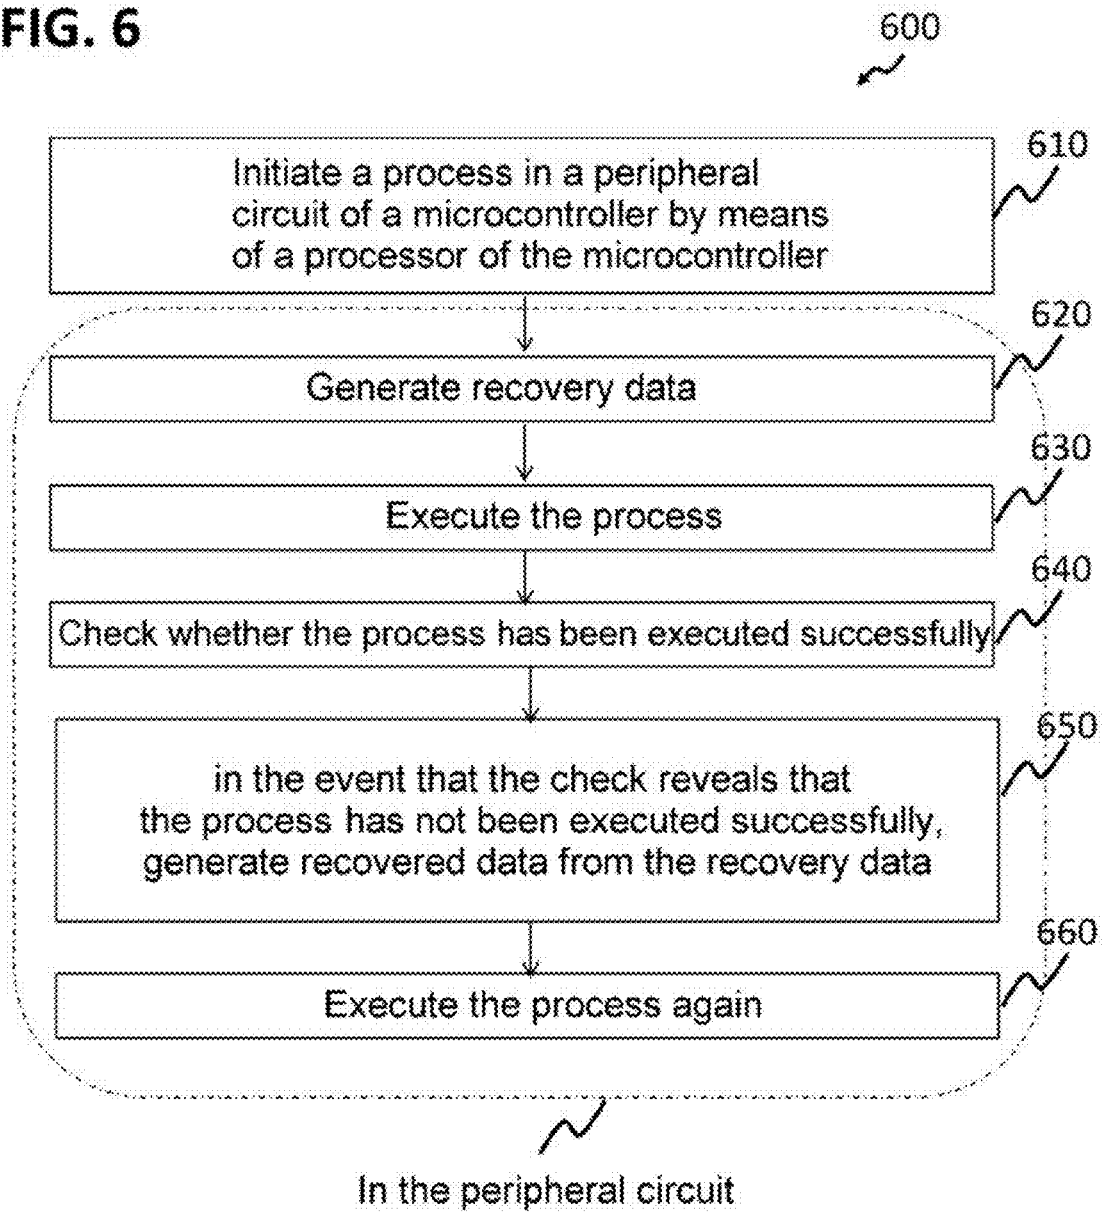 FIG. 6
600
610
Initiate a process in a peripheral
circuit of a microcontroller by means
of a processor of the microcontroller
620
Generate recovery data
630
Execute the process
640
Check whether the process has been executed successfully
650
in the event that the check reveals that
the process has not been executed successfully,
generate recovered data from the recovery data
660
Execute the process again
In the peripheral circuit